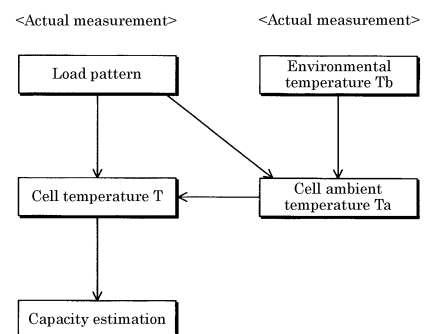 <Actual measurement>
<Actual measurement>
Load pattern
Environmental
temperature Tb
Cell temperature T
Cell ambient
temperature Ta
Capacity estimation